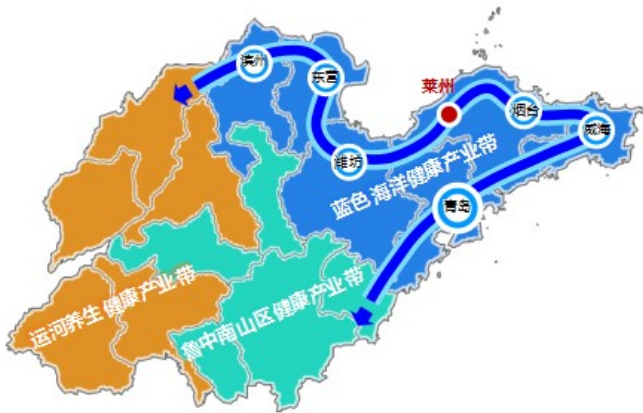 滨州
东营
莱州
烟台
威海
潍坊
蓝色海洋健康产业带
青岛
运河养生健康产业带
鲁中南山区健康产业带